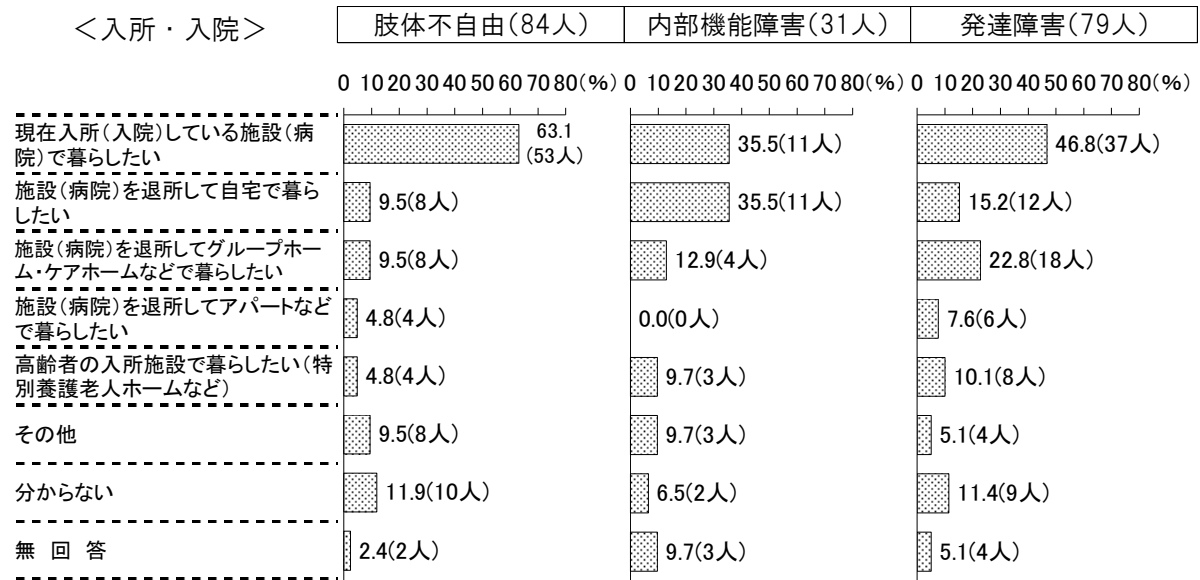 ＜入所・入院＞
肢体不自由(84人)
内部機能障害(31人)
発達障害(79人)
0 10 20 30 40 50 60 70 80(%)
0 10 20 30 40 50 60 70 80(%)
0 10 20 30 40 50 60 70 80(%)
現在入所(入院)している施設(病
院)で暮らしたい
63.1
(53人)
35.5(11人)
46.8(37人)
施設(病院)を退所して自宅で暮ら
したい
9.5(8人)
35.5(11人)
15.2(12人)
施設(病院)を退所してグループホー
ム・ケアホームなどで暮らしたい
9.5(8人)
12.9(4人)
22.8(18人)
施設(病院)を退所してアパートなど
で暮らしたい
4.8(4人)
0.0(0人)
7.6(6人)
高齢者の入所施設で暮らしたい(特
別養護老人ホームなど)
4.8(4人)
9.7(3人)
10.1(8人)
その他
9.5(8人)
9.7(3人)
5.1(4人)
分からない
11.9(10人)
6.5(2人)
11.4(9人)
無 回 答
2.4(2人)
9.7(3人)
5.1(4人)